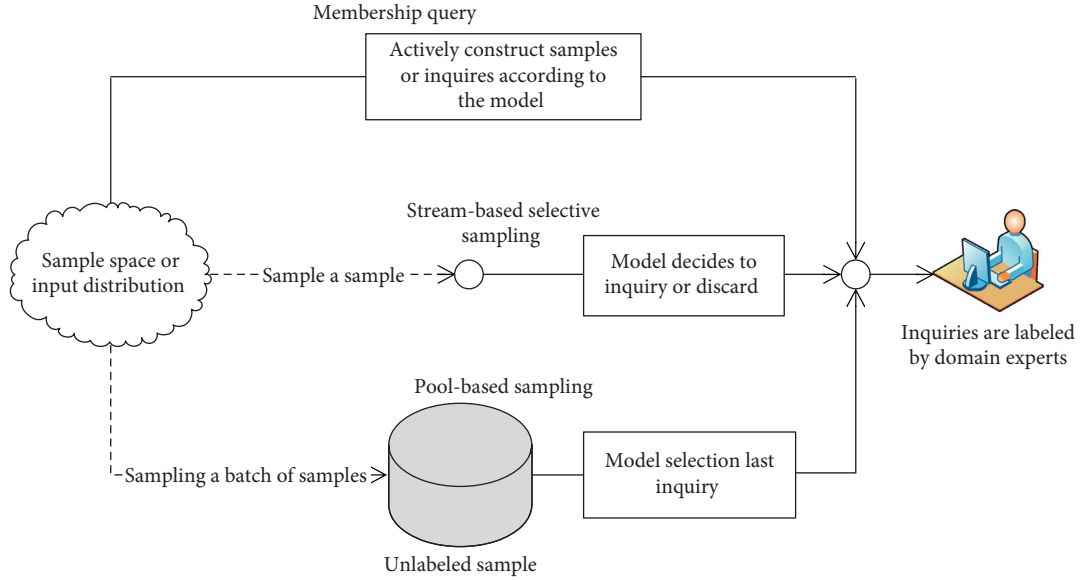 Membership query
Actively construct samples
or inquires according to
the model
Stream-based selective
sampling
Sample space or
input distribution
Sample a sample
Model decides to
inquiry or discard
Inquiries are labeled
by domain experts
Pool-based sampling
Sampling a batch of samples
Model selection last
inquiry
Unlabeled sample